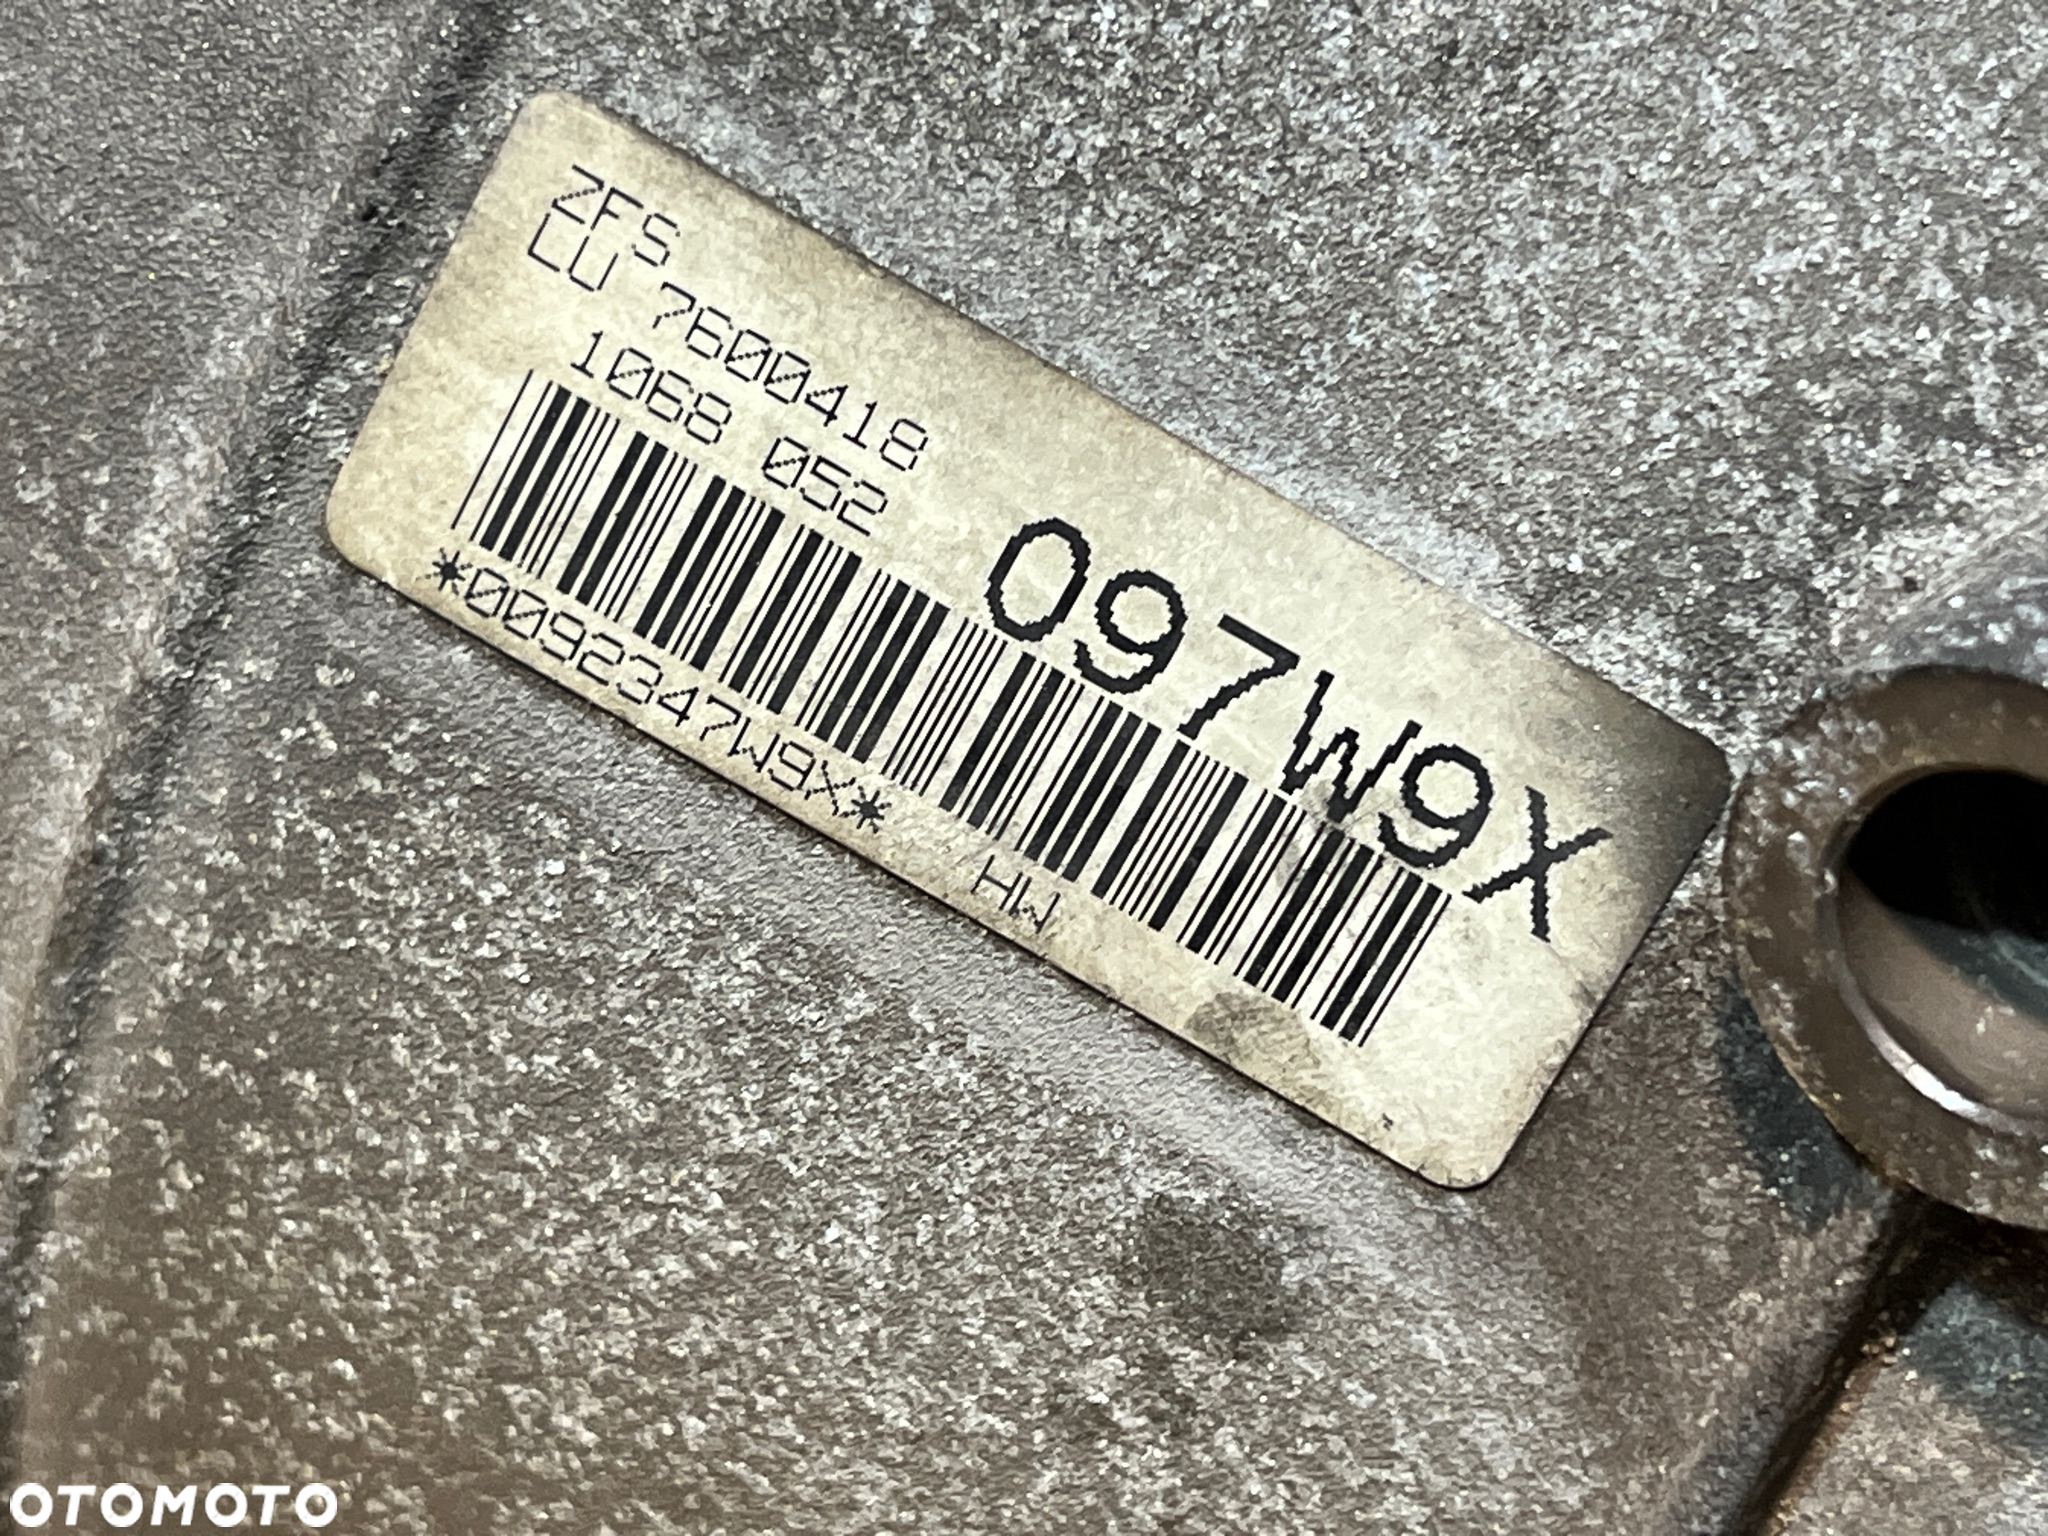 ZFS
LU 7600418
1068 052
097W9X
*0092347W9X*
HW
OTOMOTO